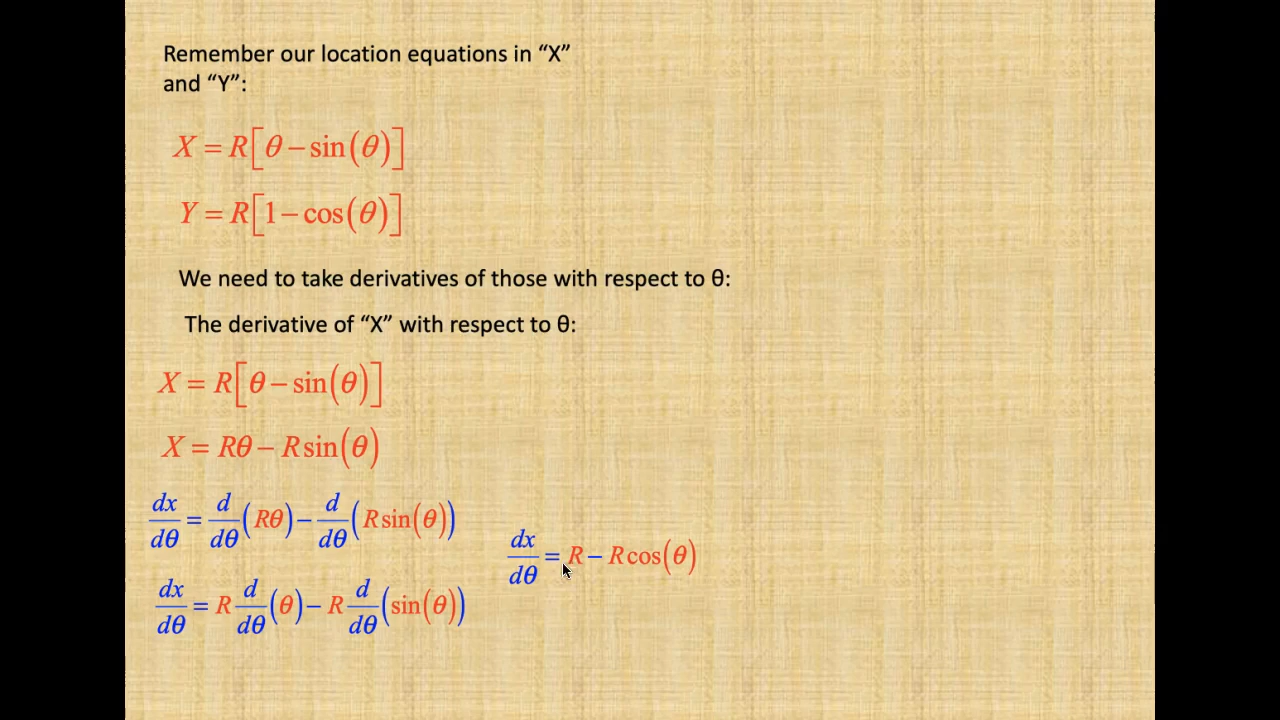 Remember our location equations in “X”
and “Y”:
X = R[θ − sin(θ)]
Y = R[1 − cos(θ)]
We need to take derivatives of those with respect to θ:
The derivative of “X” with respect to θ:
X = R[θ − sin(θ)]
X = Rθ − R sin(θ)
dx/dθ = d/dθ(Rθ) − d/dθ(R sin(θ))
dx/dθ = R d/dθ(θ) − R d/dθ(sin(θ))
dx/dθ = R − R cos(θ)